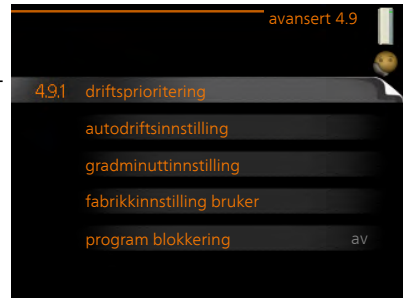 avansert 4.9
4.9.1 driftsprioritering
autodriftsinnstilling
gradminuttinnstilling
fabrikkinnstilling bruker
program blokkering av